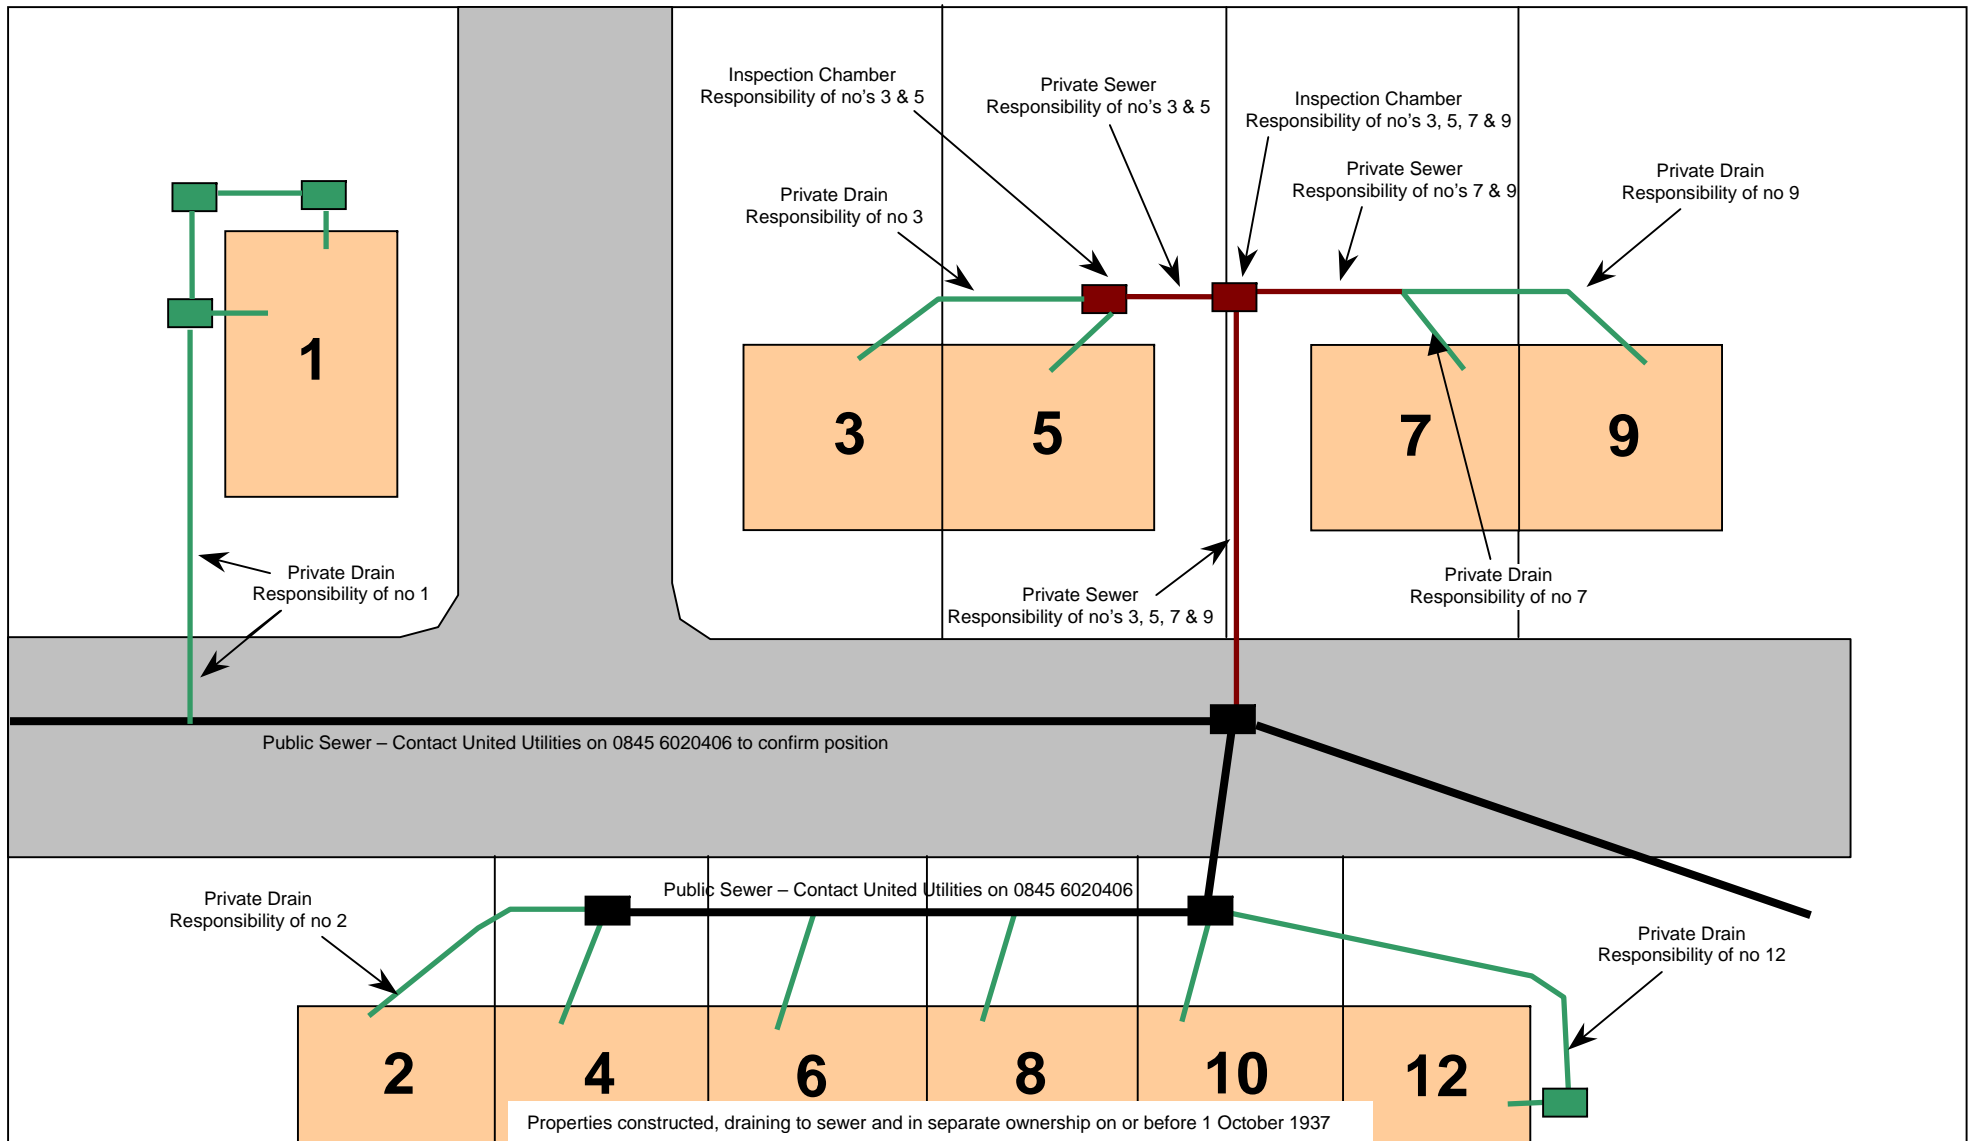 Inspection Chamber
Responsibility of no's 3 & 5
Private Sewer
Responsibility of no's 3 & 5
Inspection Chamber
Responsibility of no's 3, 5, 7 & 9
Private Sewer
Responsibility of no's 7 & 9
Private Drain
Responsibility of no 9
Private Drain
Responsibility of no 3
1
3
5
7
9
Private Drain
Responsibility of no 1
Private Sewer
Responsibility of no's 3, 5, 7 & 9
Private Drain
Responsibility of no 7
Public Sewer – Contact United Utilities on 0845 6020406 to confirm position
Public Sewer – Contact United Utilities on 0845 6020406
Private Drain
Responsibility of no 2
Private Drain
Responsibility of no 12
2
4
6
8
10
12
Properties constructed, draining to sewer and in separate ownership on or before 1 October 1937